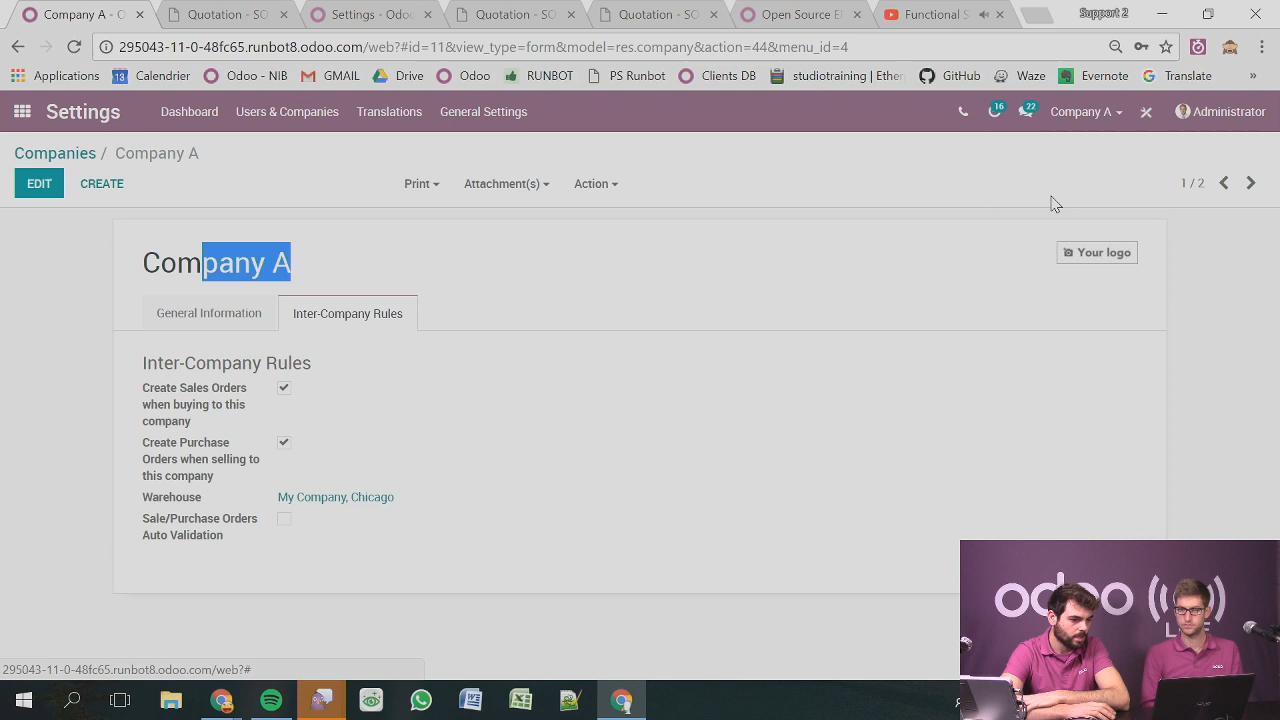 Company A - O
Quotation - SO
Settings - Odoo
Quotation - SO
Quotation - SO
Open Source E
Functional S
Support 2
295043-11-0-48fc65.runbot8.odoo.com/web?#id=11&view_type=form&model=res.company&action=44&menu_id=4
Applications
13
Calendrier
Odoo - NIB
GMAIL
Drive
Odoo
RUNBOT
PS Runbot
Clients DB
studiotraining | Ether
GitHub
Waze
Evernote
Translate
»
Settings
Dashboard
Users & Companies
Translations
General Settings
16
22
Company A
Administrator
Companies / Company A
EDIT
CREATE
Print
Attachment(s)
Action
1 / 2
Company A
Your logo
General Information
Inter-Company Rules
Inter-Company Rules
Create Sales Orders
when buying to this
company
Create Purchase
Orders when selling to
this company
Warehouse
My Company, Chicago
Sale/Purchase Orders
Auto Validation
odoo
295043-11-0-48fc65.runbot8.odoo.com/web?#